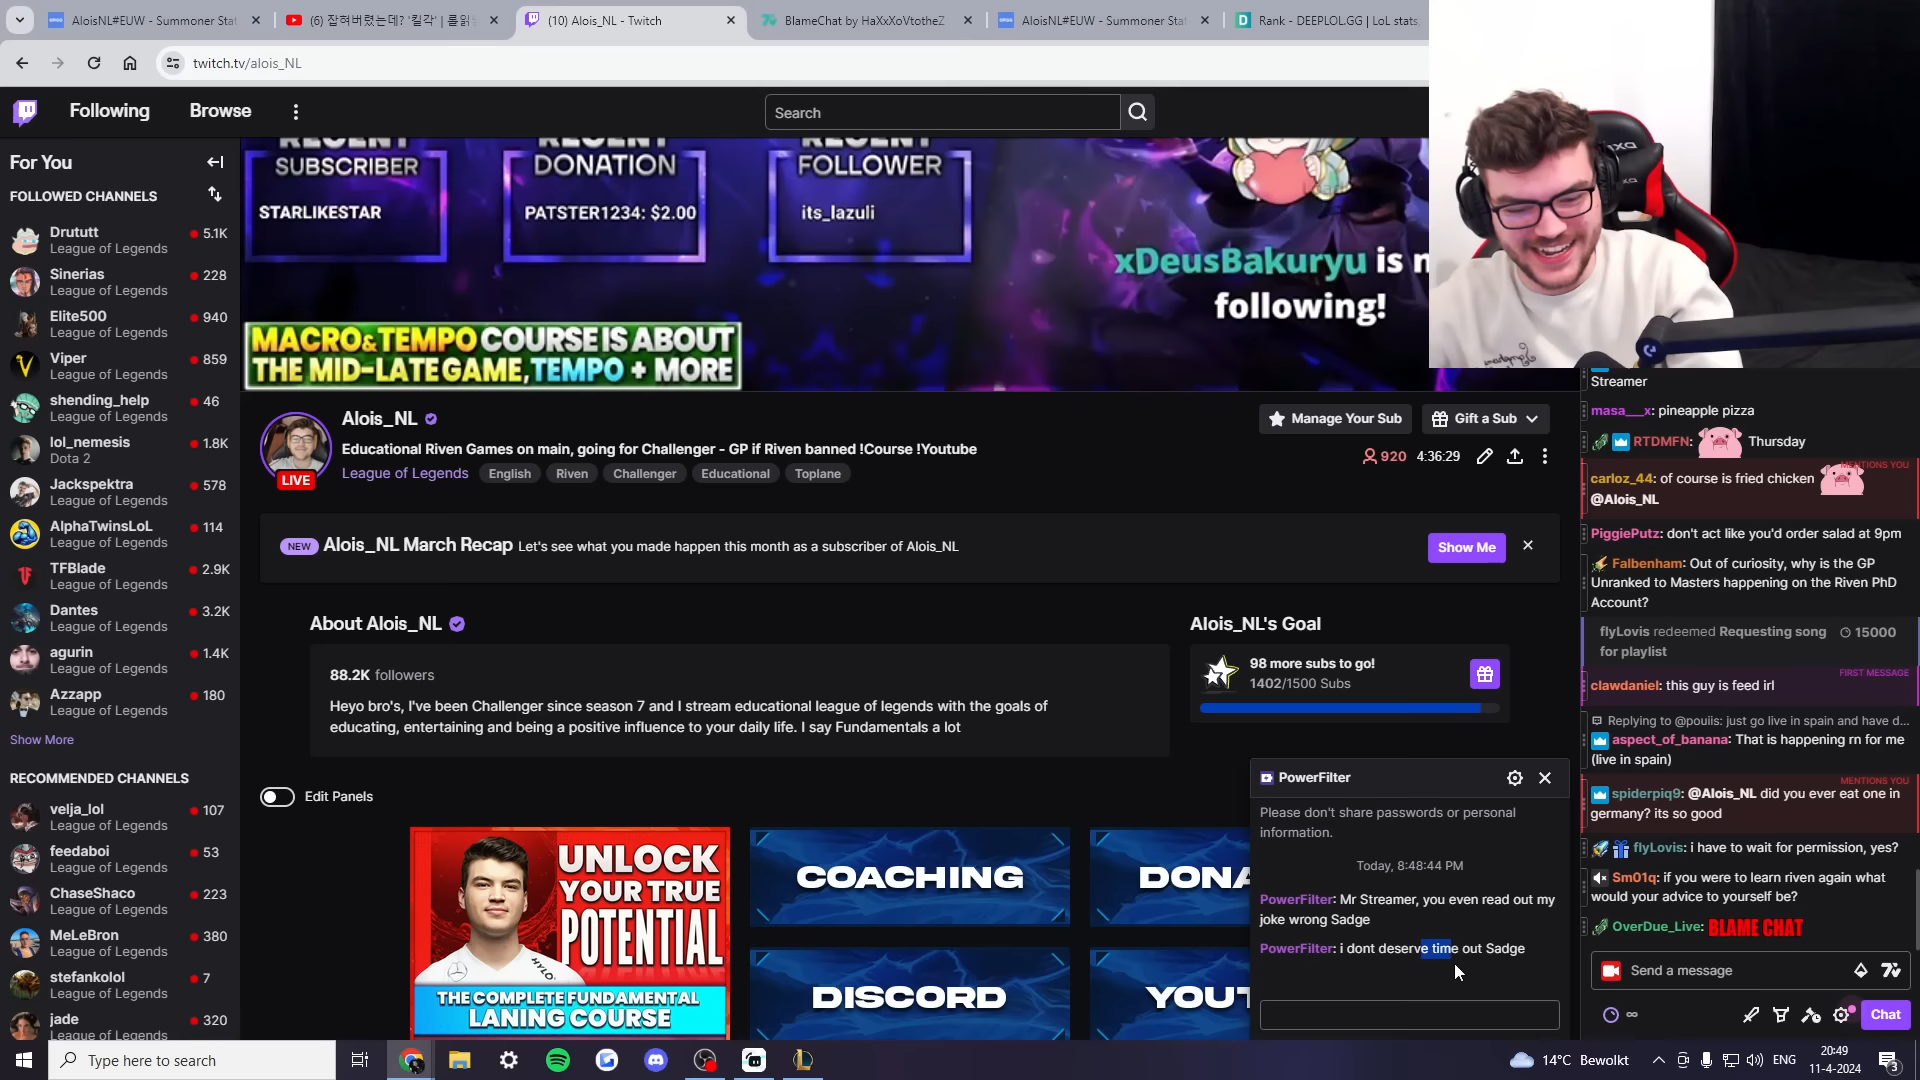 AloisNL#EUW - Summoner Stat
(6) 잡혀버렸는데? '킬각' | 롤
(10) Alois_NL - Twitch
BlameChat by HaXxXoVtotheZ
AloisNL#EUW - Summoner Stat
Rank - DEEPLOL.GG | LoL stats,
twitch.tv/alois_NL
Following
Browse
Search
For You
FOLLOWED CHANNELS
Drututt
5.1K
League of Legends
Sinerias
228
League of Legends
Elite500
940
League of Legends
Viper
859
League of Legends
shending_help
46
League of Legends
lol_nemesis
1.8K
Dota 2
Jackspektra
578
League of Legends
AlphaTwinsLoL
114
League of Legends
TFBlade
2.9K
League of Legends
Dantes
3.2K
League of Legends
agurin
1.4K
League of Legends
Azzapp
180
League of Legends
Show More
RECOMMENDED CHANNELS
velja_lol
107
League of Legends
feedaboi
53
League of Legends
ChaseShaco
223
League of Legends
MeLeBron
380
League of Legends
stefankolol
7
League of Legends
jade
320
League of Legends
RECENT
SUBSCRIBER
STARLIKESTAR
RECENT
DONATION
PATSTER1234: $2.00
RECENT
FOLLOWER
its_lazuli
xDeusBakuryu is n
following!
MACRO&TEMPO COURSE IS ABOUT
THE MID-LATE GAME, TEMPO + MORE
LIVE
Alois_NL
Educational Riven Games on main, going for Challenger - GP if Riven banned !Course !Youtube
League of Legends
English
Riven
Challenger
Educational
Toplane
Manage Your Sub
Gift a Sub
920
4:36:29
NEW
Alois_NL March Recap Let's see what you made happen this month as a subscriber of Alois_NL
Show Me
About Alois_NL
88.2K followers
Heyo bro's, I've been Challenger since season 7 and I stream educational league of legends with the goals of
educating, entertaining and being a positive influence to your daily life. I say Fundamentals a lot
Alois_NL's Goal
98 more subs to go!
1402/1500 Subs
Edit Panels
UNLOCK
YOUR TRUE
POTENTIAL
HYLO
THE COMPLETE FUNDAMENTAL
LANING COURSE
COACHING
DONA
DISCORD
YOUT
PowerFilter
Please don't share passwords or personal
information.
Today, 8:48:44 PM
PowerFilter: Mr Streamer, you even read out my
joke wrong Sadge
PowerFilter: i dont deserve time out Sadge
DXR
Streamer
masa___x: pineapple pizza
RTDMFN: Thursday
MENTIONS YOU
carloz_44: of course is fried chicken
@Alois_NL
PiggiePutz: don't act like you'd order salad at 9pm
Falbenham: Out of curiosity, why is the GP
Unranked to Masters happening on the Riven PhD
Account?
flyLovis redeemed Requesting song
15000
for playlist
FIRST MESSAGE
clawdaniel: this guy is feed irl
Replying to @pouiis: just go live in spain and have d...
aspect_of_banana: That is happening rn for me
(live in spain)
MENTIONS YOU
spiderpiq9: @Alois_NL did you ever eat one in
germany? its so good
flyLovis: i have to wait for permission, yes?
Sm01q: if you were to learn riven again what
would your advice to yourself be?
OverDue_Live: BLAME CHAT
Send a message
Chat
Type here to search
14°C Bewolkt
ENG
20:49
11-4-2024
3